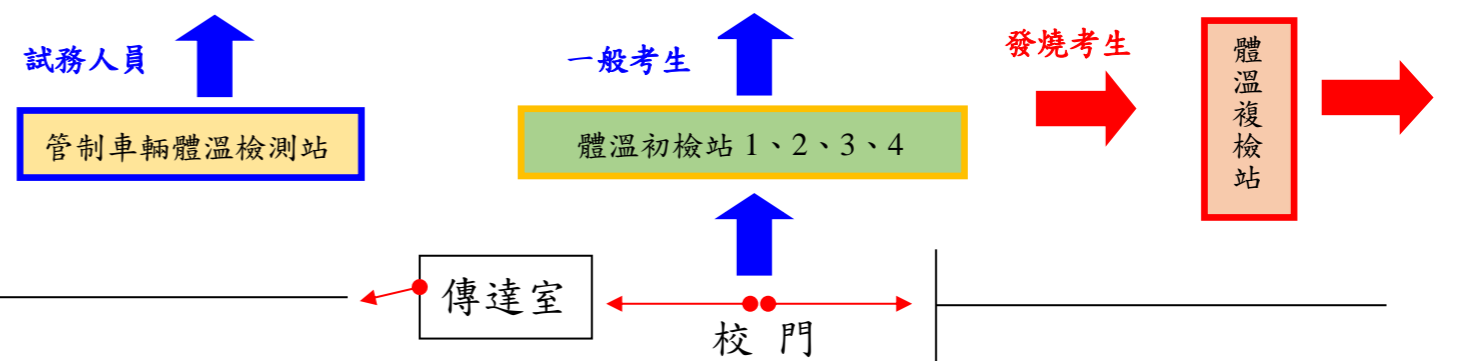 試務人員
一般考生
發燒考生
管制車輛體溫檢測站
體溫初檢站 1、2、3、4
體溫複檢站
傳達室
校 門